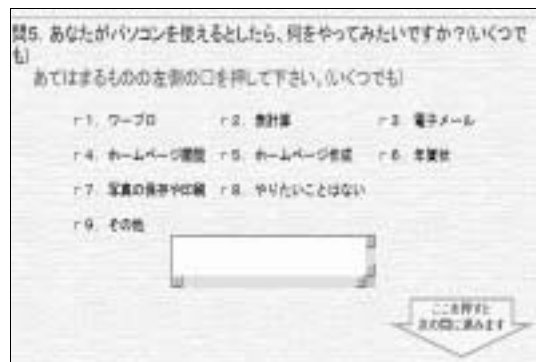 問5. あなたがパソコンを使えるとしたら、何をやってみたいですか?(いくつで
も)
あてはまるものの左側の□を押して下さい。(いくつでも)
1. ワープロ 2. 表計算 3. 電子メール
4. ホームページ閲覧 5. ホームページ作成 6. 年賀状
7. 写真の保存や印刷 8. やりたいことはない
9. その他
ここを押すと
次の問に進みます